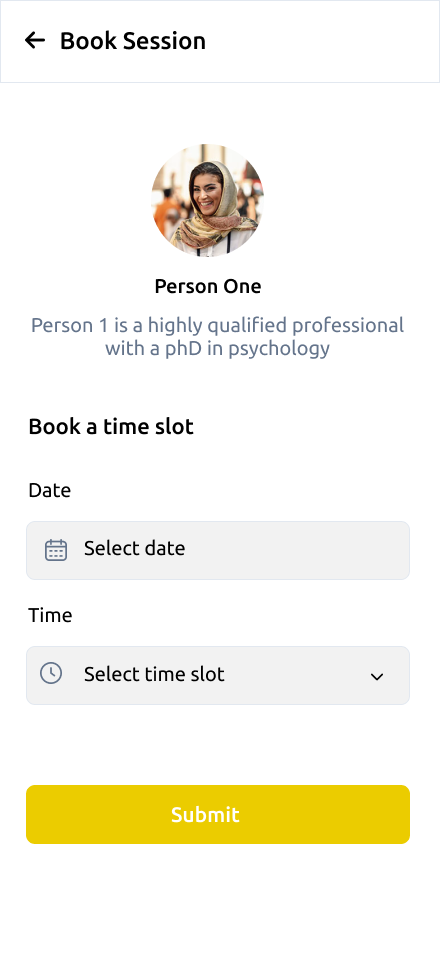 Book Session
Person One
Person 1 is a highly qualified professional
with a phD in psychology
Book a time slot
Date
Select date
Time
Select time slot
Submit